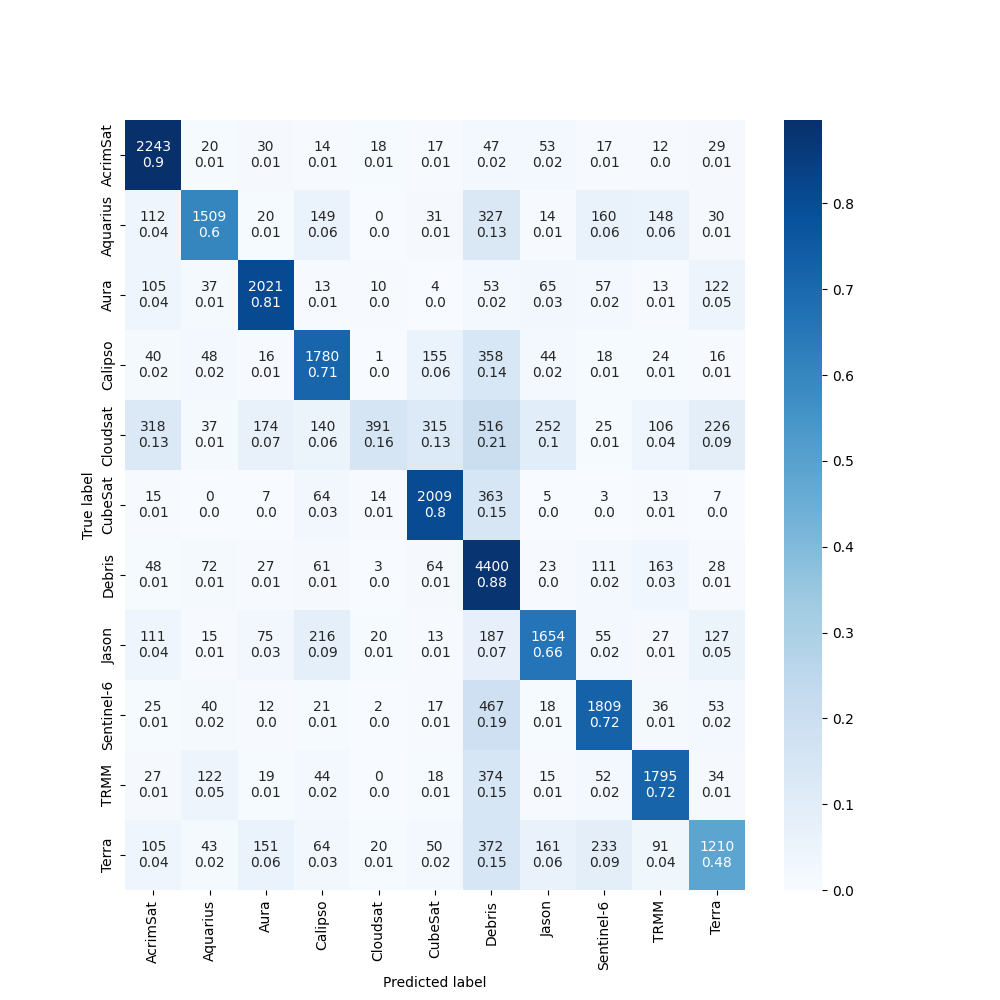 AcrimSat 2243 20 30 14 18 17 47 53 17 12 29
0.9 0.01 0.01 0.01 0.01 0.01 0.02 0.02 0.01 0.0 0.01
Aquarius 112 1509 20 149 0 31 327 14 160 148 30
0.04 0.6 0.01 0.06 0.0 0.01 0.13 0.01 0.06 0.06 0.01
Aura 105 37 2021 13 10 4 53 65 57 13 122
0.04 0.01 0.81 0.01 0.0 0.0 0.02 0.03 0.02 0.01 0.05
Calipso 40 48 16 1780 1 155 358 44 18 24 16
0.02 0.02 0.01 0.71 0.0 0.06 0.14 0.02 0.01 0.01 0.01
Cloudsat 318 37 174 140 391 315 516 252 25 106 226
0.13 0.01 0.07 0.06 0.16 0.13 0.21 0.1 0.01 0.04 0.09
CubeSat 15 0 7 64 14 2009 363 5 3 13 7
0.01 0.0 0.0 0.03 0.01 0.8 0.15 0.0 0.0 0.01 0.0
Debris 48 72 27 61 3 64 4400 23 111 163 28
0.01 0.01 0.01 0.01 0.0 0.01 0.88 0.0 0.02 0.03 0.01
Jason 111 15 75 216 20 13 187 1654 55 27 127
0.04 0.01 0.03 0.09 0.01 0.01 0.07 0.66 0.02 0.01 0.05
Sentinel-6 25 40 12 21 2 17 467 18 1809 36 53
0.01 0.02 0.0 0.01 0.0 0.01 0.19 0.01 0.72 0.01 0.02
TRMM 27 122 19 44 0 18 374 15 52 1795 34
0.01 0.05 0.01 0.02 0.0 0.01 0.15 0.01 0.02 0.72 0.01
Terra 105 43 151 64 20 50 372 161 233 91 1210
0.04 0.02 0.06 0.03 0.01 0.02 0.15 0.06 0.09 0.04 0.48
True label
AcrimSat Aquarius Aura Calipso Cloudsat CubeSat Debris Jason Sentinel-6 TRMM Terra
Predicted label
0.8
0.7
0.6
0.5
0.4
0.3
0.2
0.1
0.0